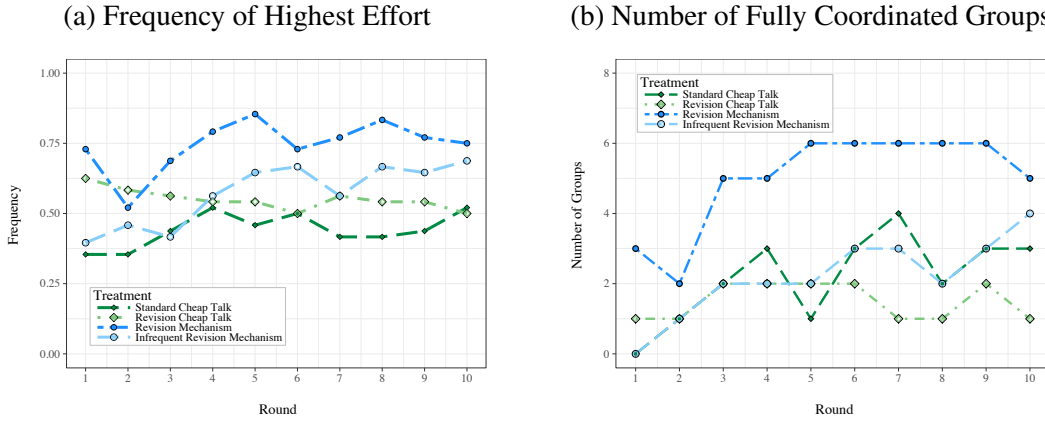 (a) Frequency of Highest Effort
1.00
0.75
0.50
0.25
0.00
Frequency
Treatment
Standard Cheap Talk
Revision Cheap Talk
Revision Mechanism
Infrequent Revision Mechanism
1 2 3 4 5 6 7 8 9 10
Round
(b) Number of Fully Coordinated Groups
8
6
4
2
0
Number of Groups
Treatment
Standard Cheap Talk
Revision Cheap Talk
Revision Mechanism
Infrequent Revision Mechanism
1 2 3 4 5 6 7 8 9 10
Round